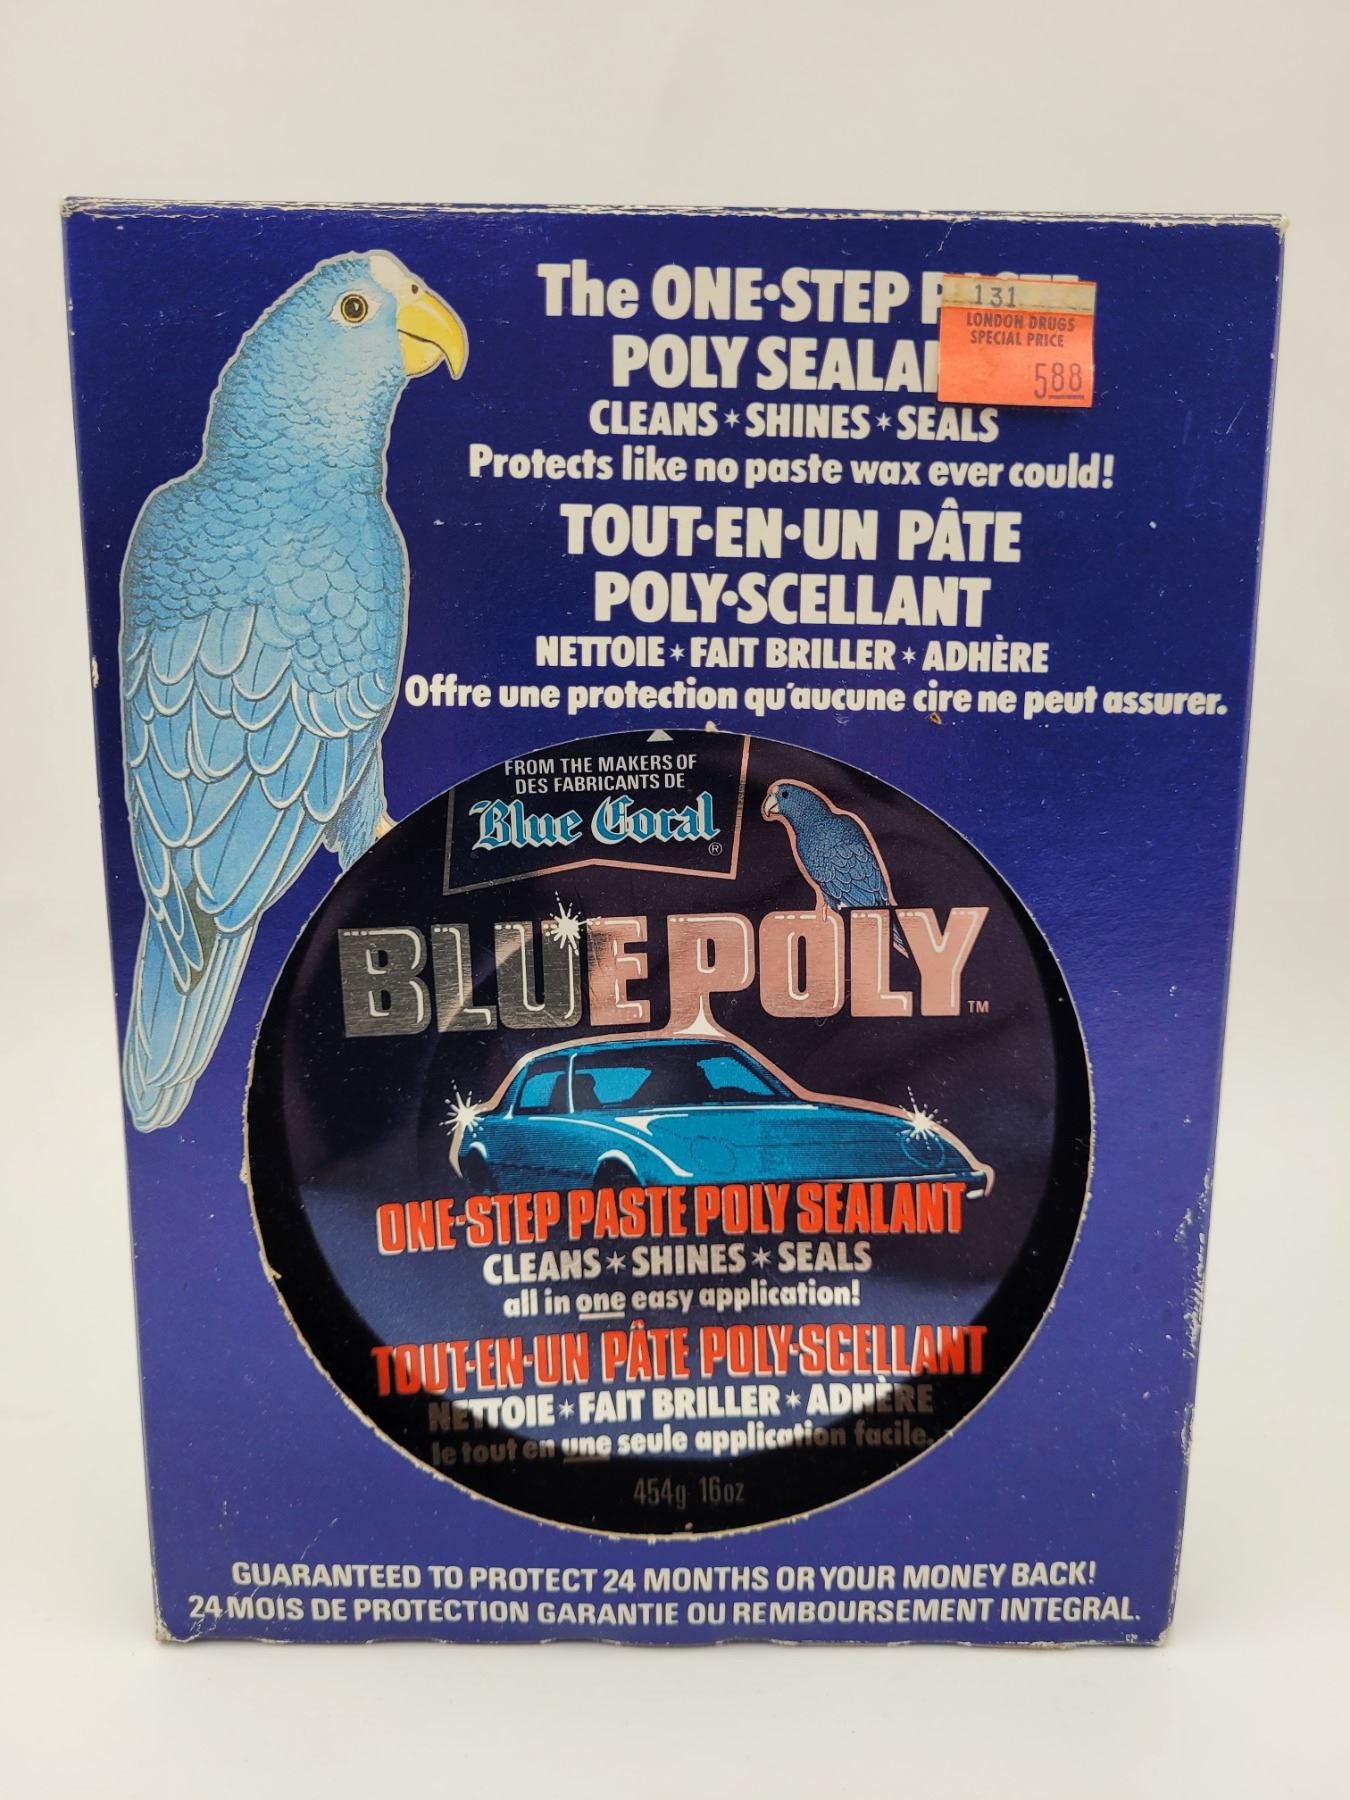 The ONE•STEP
POLY
CLEANS * SHINES * SEALS
Protects like no paste wax ever could!
131
LONDON DRUGS
SPECIAL PRICE
588
TOUT•EN•UN PÂTE
POLY•SCELLANT
NETTOIE * FAIT BRILLER * ADHÈRE
Offre une protection qu'aucune cire ne peut assurer.
FROM THE MAKERS OF
DES FABRICANTS DE
Blue Coral ®
BLUE POLY ™
ONE-STEP PASTE POLY SEALANT
CLEANS * SHINES * SEALS
all in one easy application!
TOUT-EN-UN PÂTE POLY-SCELLANT
NETTOIE * FAIT BRILLER * ADHÈRE
le tout en une seule application facile.
454g 16oz
GUARANTEED TO PROTECT 24 MONTHS OR YOUR MONEY BACK!
24 MOIS DE PROTECTION GARANTIE OU REMBOURSEMENT INTEGRAL.